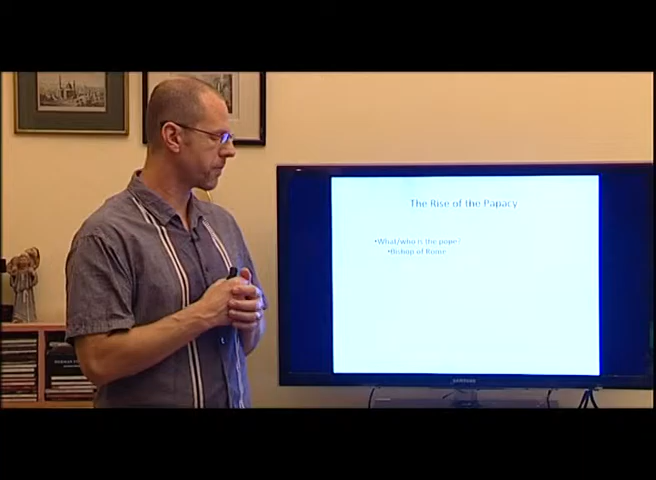 The Rise of the Papacy
•What/who is the pope?
•Bishop of Rome
SAMSUNG